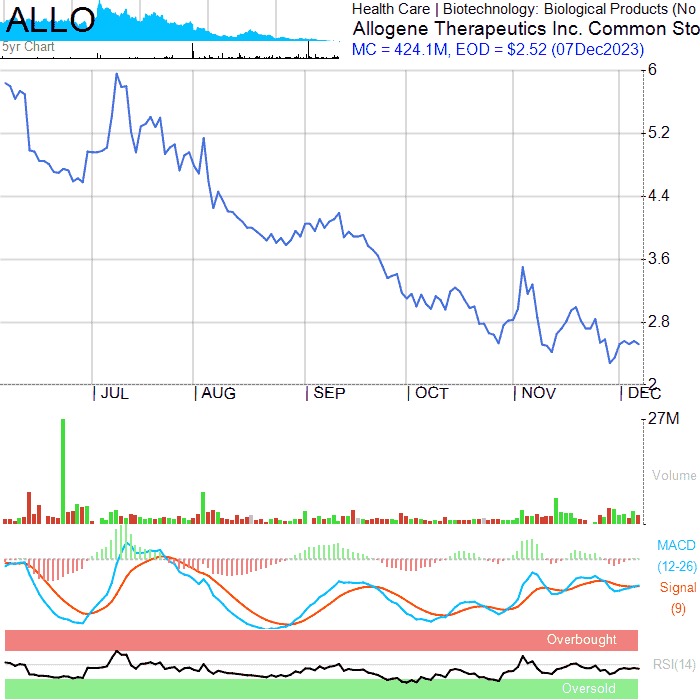 ALLO
5yr Chart
Health Care | Biotechnology: Biological Products (No
Allogene Therapeutics Inc. Common Sto
MC = 424.1M, EOD = $2.52 (07Dec2023)
6
5.2
4.4
3.6
2.8
2
| JUL | AUG | SEP | OCT | NOV | DEC
27M
Volume
MACD
(12-26)
Signal
(9)
Overbought
RSI(14)
Oversold